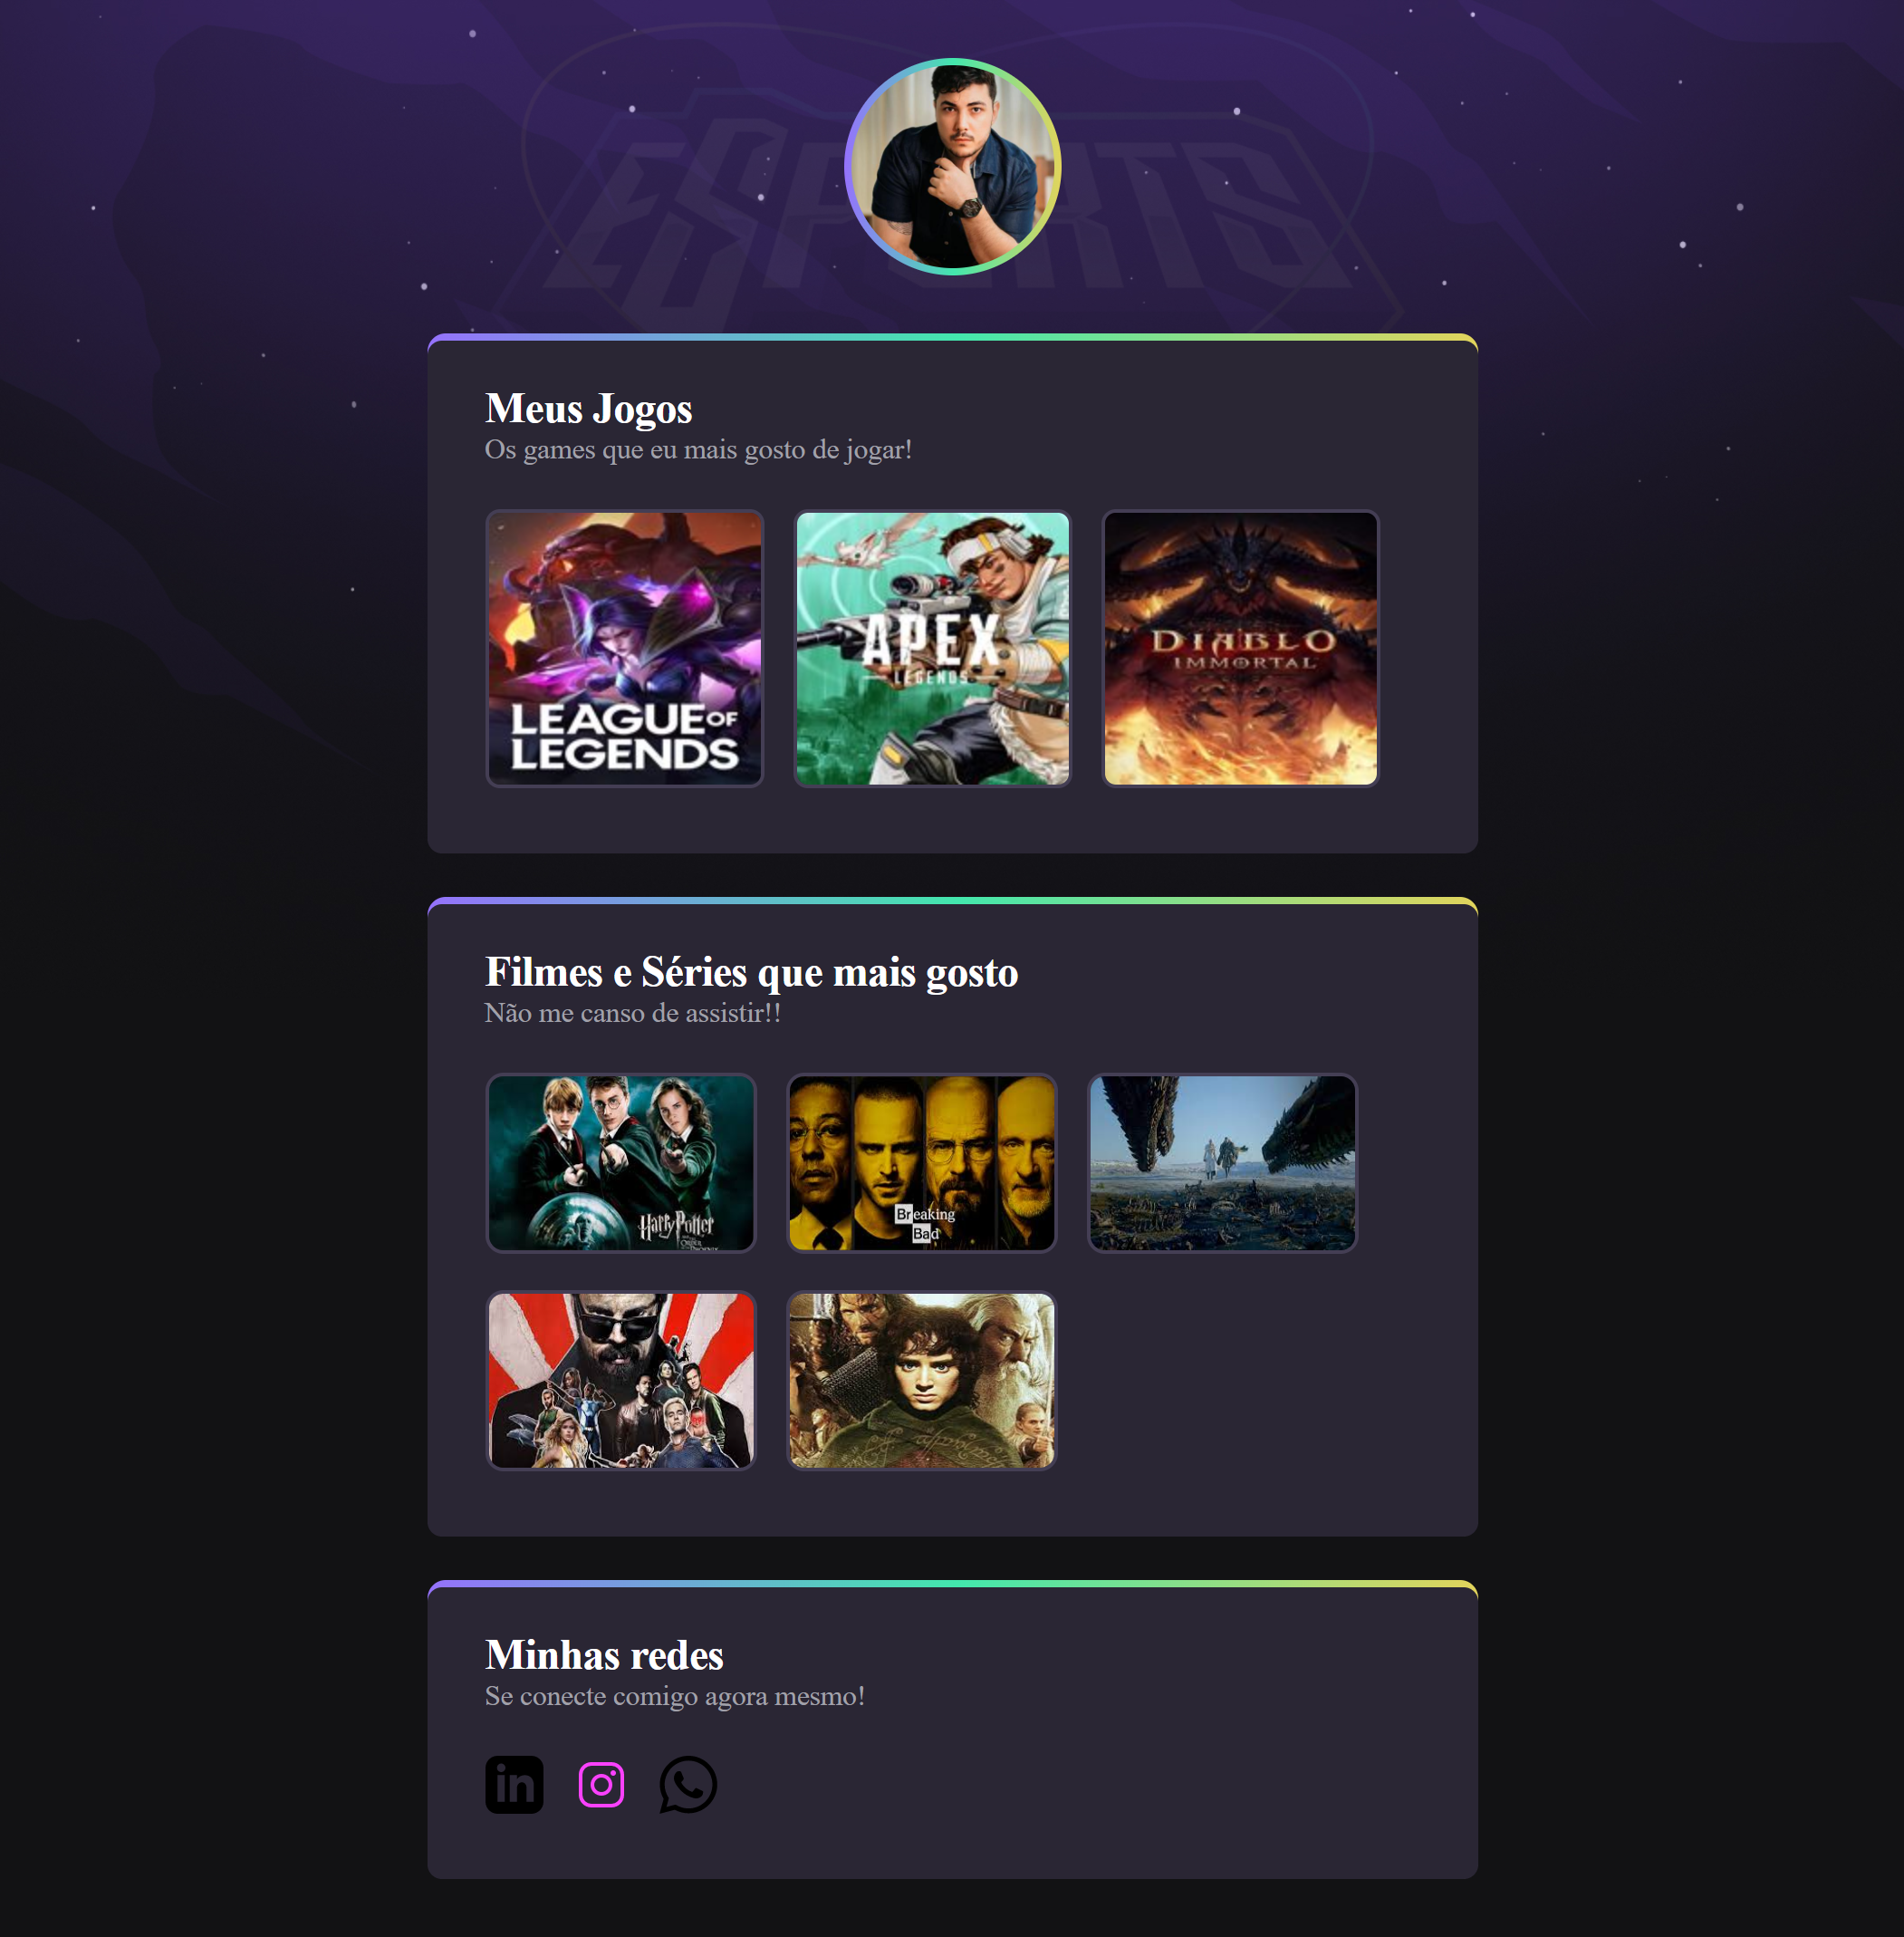 ESPORTS
Meus Jogos
Os games que eu mais gosto de jogar!
LEAGUE OF
LEGENDS
APEX
LEGENDS
DIABLO
IMMORTAL
Filmes e Séries que mais gosto
Não me canso de assistir!!
Harry Potter
Breaking
Bad
Minhas redes
Se conecte comigo agora mesmo!
in